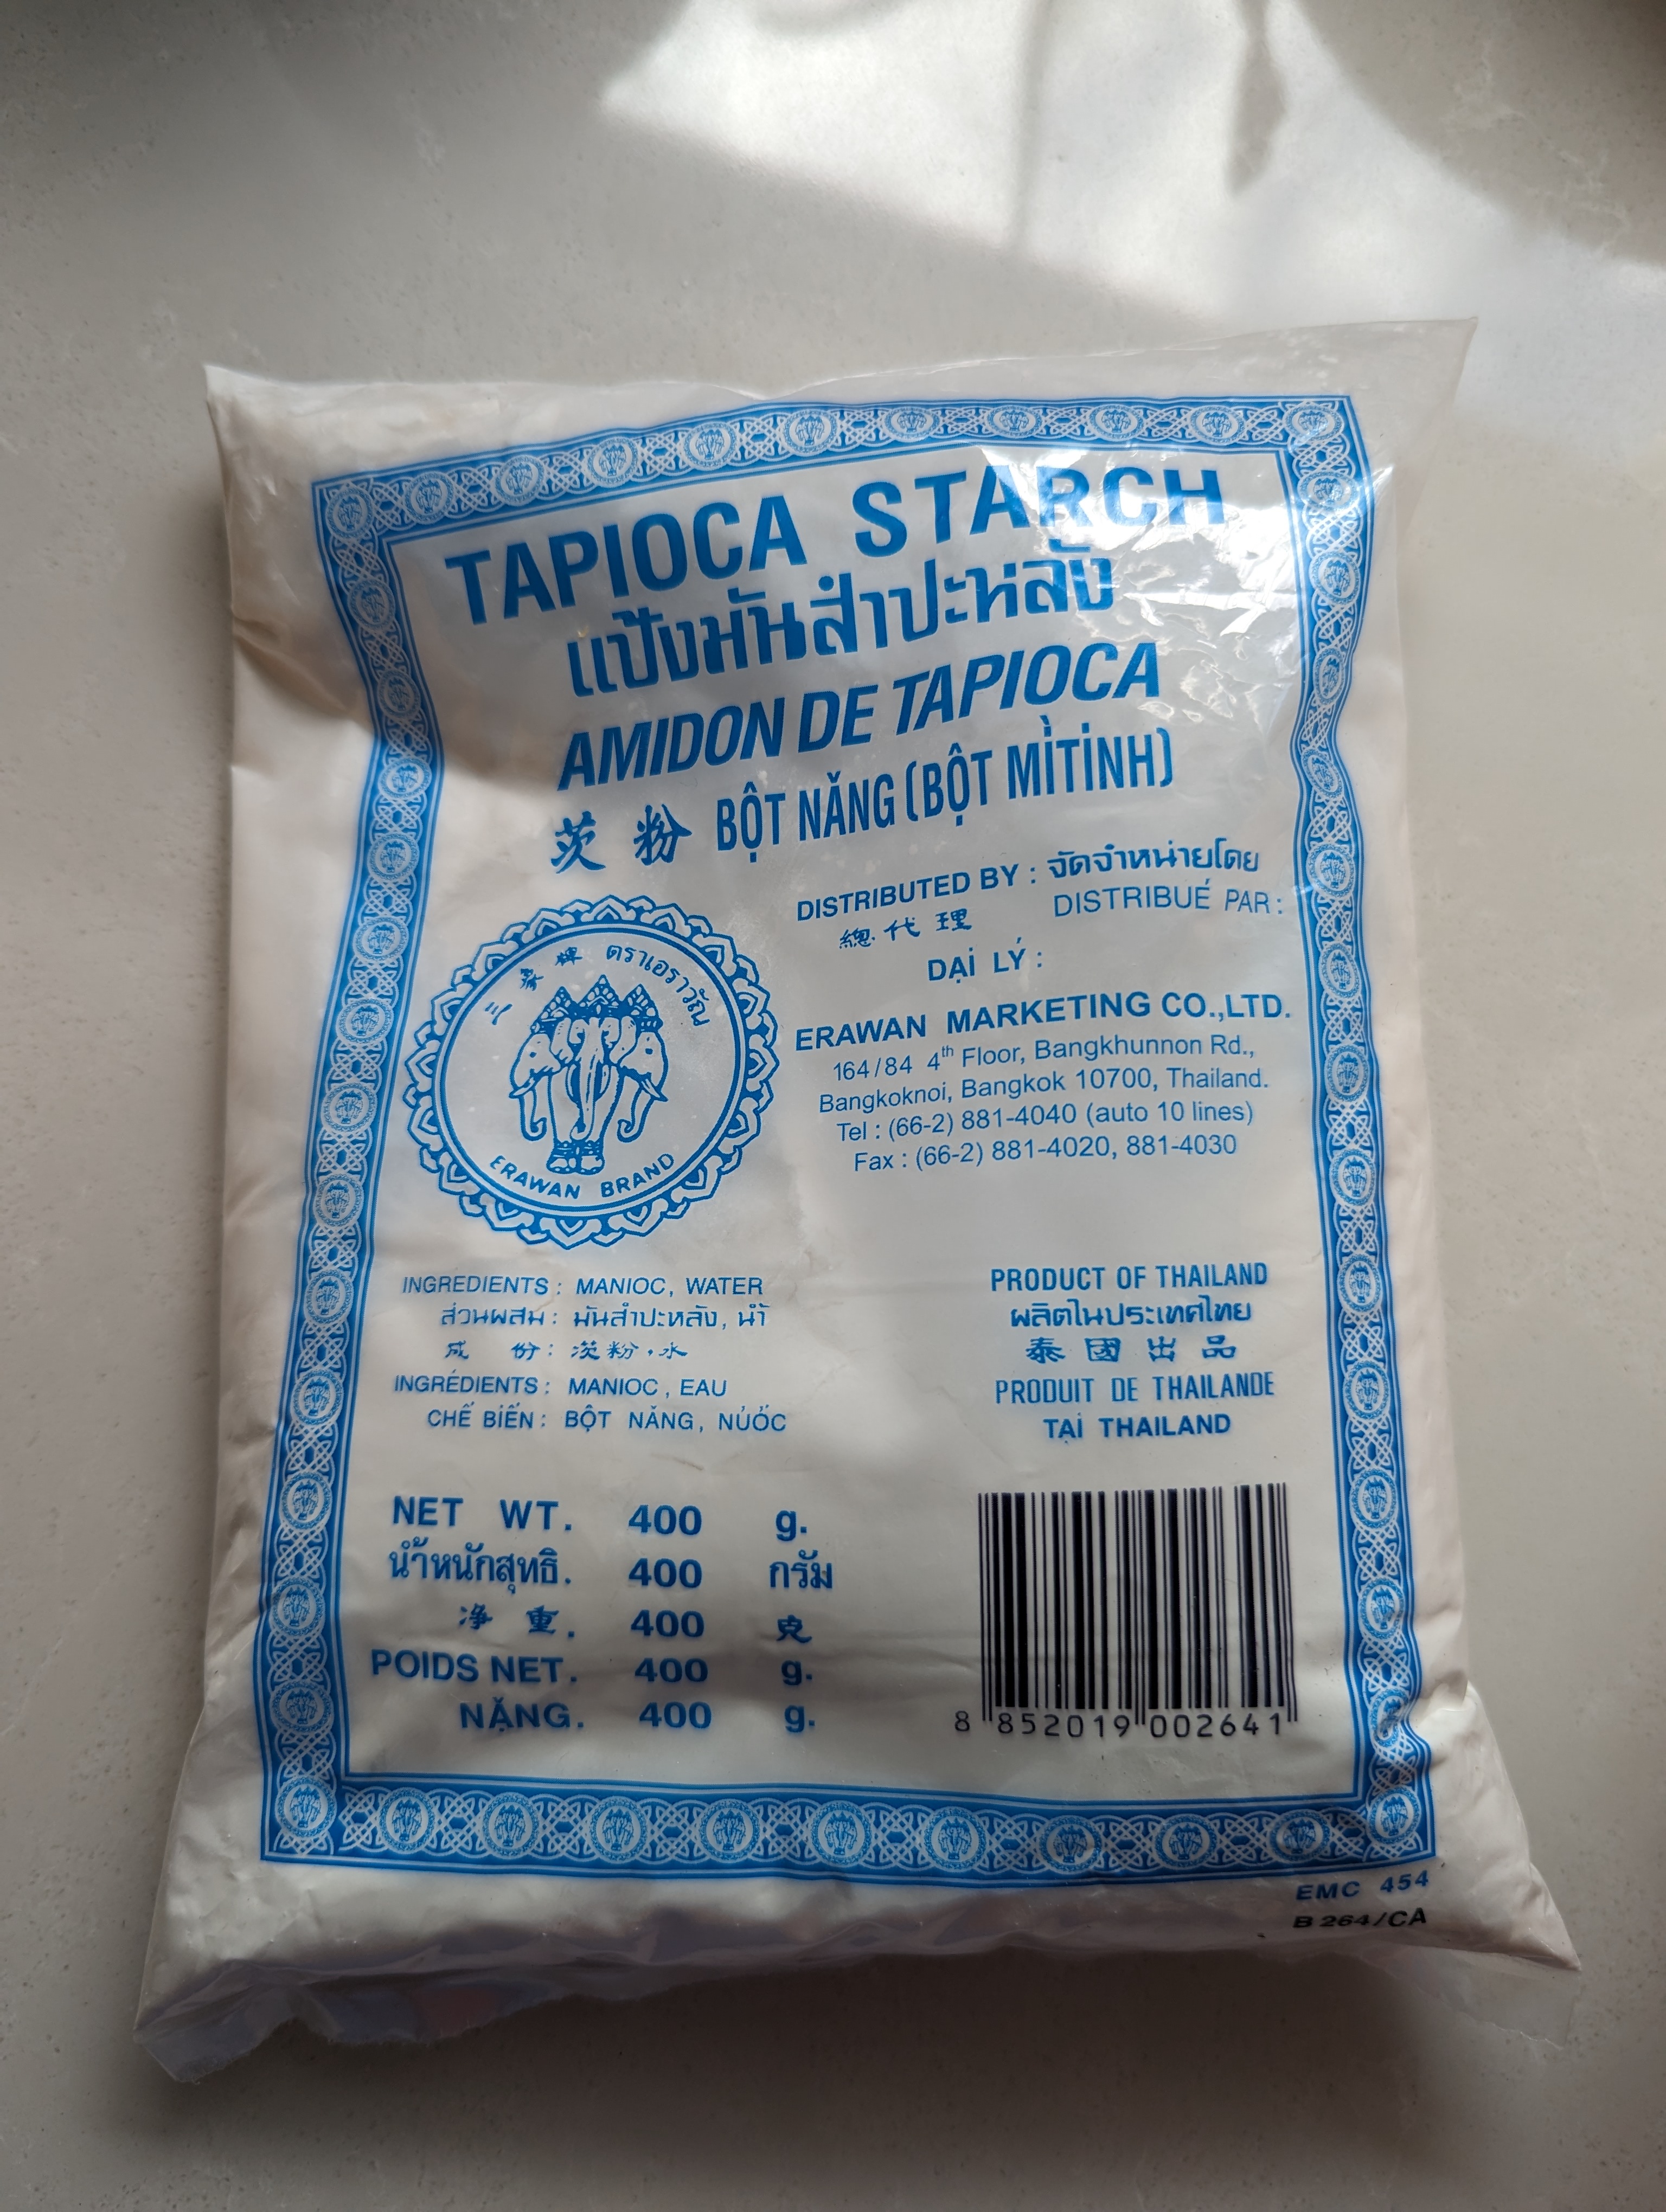 TAPIOCA STARCH
แป้งมันสำปะหลัง
AMIDON DE TAPIOCA
茨粉 BỘT NĂNG (BỘT MÌ TINH)
DISTRIBUTED BY : จัดจำหน่ายโดย
總代理 DISTRIBUÉ PAR :
DẠI LÝ :
三象牌 ตราเอราวัณ
ERAWAN BRAND
ERAWAN MARKETING CO.,LTD.
164/84 4th Floor, Bangkhunnon Rd.,
Bangkoknoi, Bangkok 10700, Thailand.
Tel : (66-2) 881-4040 (auto 10 lines)
Fax : (66-2) 881-4020, 881-4030
INGREDIENTS : MANIOC, WATER
ส่วนผสม : มันสำปะหลัง, น้ำ
成份 : 茨粉，水
INGRÉDIENTS : MANIOC, EAU
CHẾ BIẾN : BỘT NĂNG, NƯỚC
PRODUCT OF THAILAND
ผลิตในประเทศไทย
泰國出品
PRODUIT DE THAILANDE
TẠI THAILAND
NET WT. 400 g.
น้ำหนักสุทธิ. 400 กรัม
净重. 400 克
POIDS NET. 400 g.
NẶNG. 400 g.
8 852019 002641
EMC 454
B 264/CA